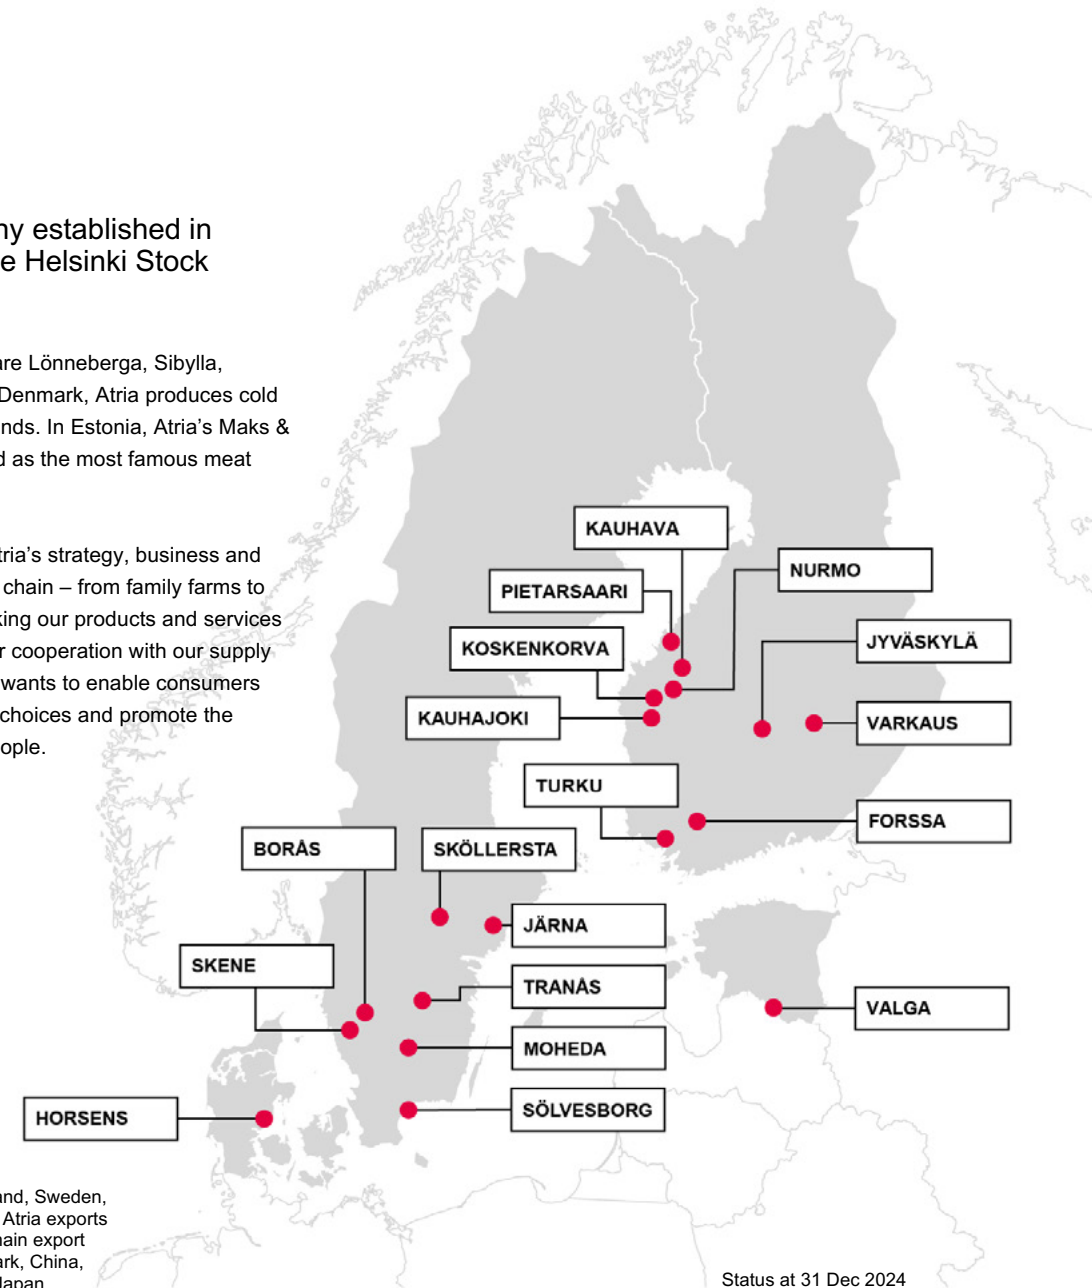 ny established in
e Helsinki Stock
are Lönneberga, Sibylla,
Denmark, Atria produces cold
nds. In Estonia, Atria’s Maks &
d as the most famous meat
tria’s strategy, business and
chain – from family farms to
king our products and services
r cooperation with our supply
wants to enable consumers
choices and promote the
ople.
KAUHAVA
NURMO
PIETARSAARI
KOSKENKORVA
JYVÄSKYLÄ
KAUHAJOKI
VARKAUS
TURKU
FORSSA
BORÅS
SKÖLLERSTA
JÄRNA
SKENE
TRANÅS
VALGA
MOHEDA
HORSENS
SÖLVESBORG
and, Sweden,
Atria exports
nain export
ark, China,
Japan
Status at 31 Dec 2024